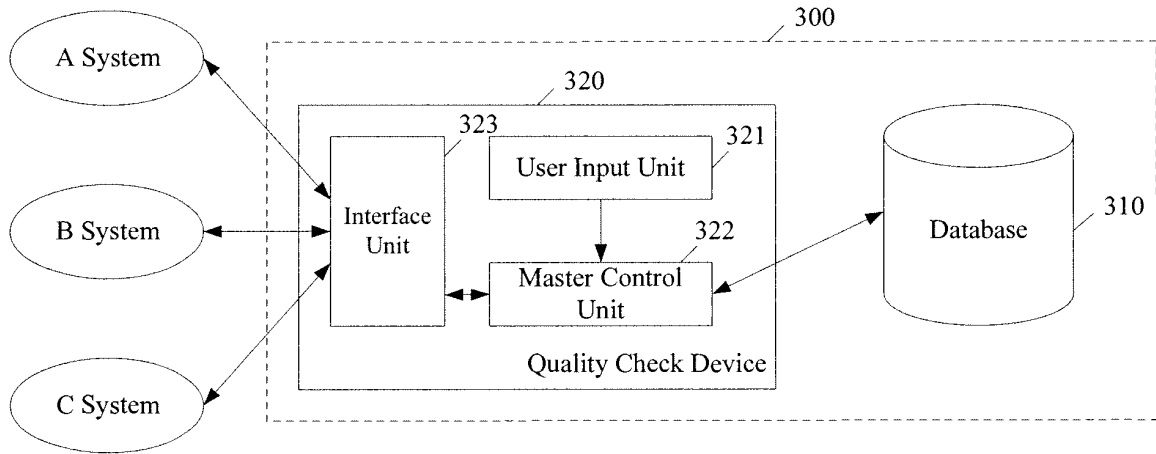 300
A System
320
323
321
User Input Unit
310
Interface
Unit
322
B System
Database
Master Control
Unit
Quality Check Device
C System